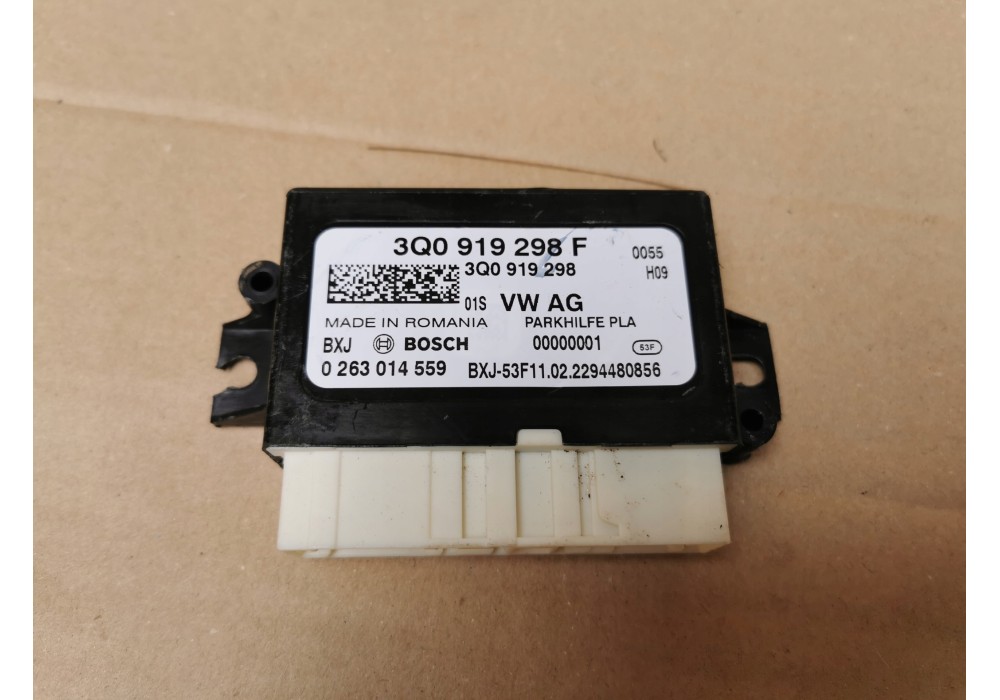 3Q0 919 298 F 0055
3Q0 919 298 H09
01S VW AG
MADE IN ROMANIA PARKHILFE PLA
BXJ BOSCH 00000001 53F
0 263 014 559 BXJ-53F11.02.2294480856